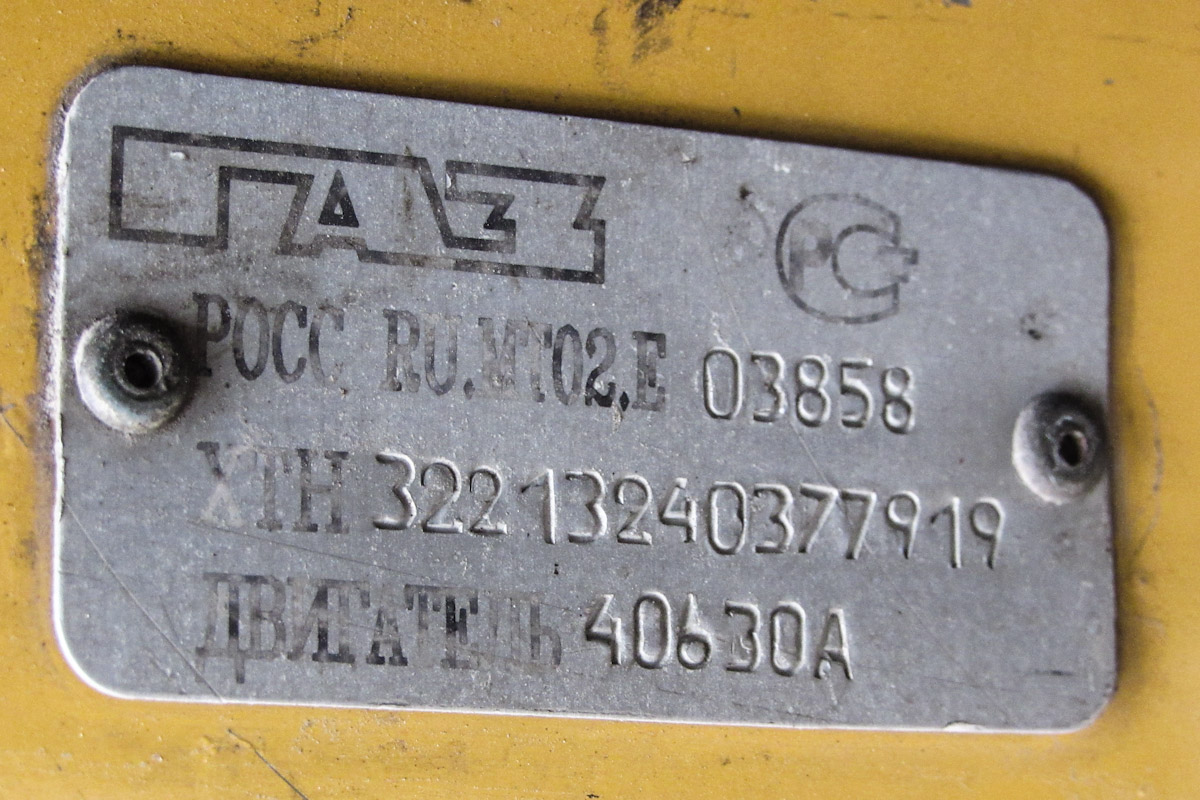 ГАЗ
РС
РОСС RU.МТ02.Е 03858
ХТН 32213240377919
ДВИГАТЕЛЬ 40630А